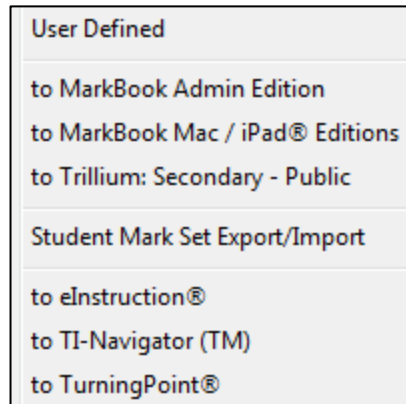 User Defined
to MarkBook Admin Edition
to MarkBook Mac / iPad® Editions
to Trillium: Secondary - Public
Student Mark Set Export/Import
to eInstruction®
to TI-Navigator (TM)
to TurningPoint®